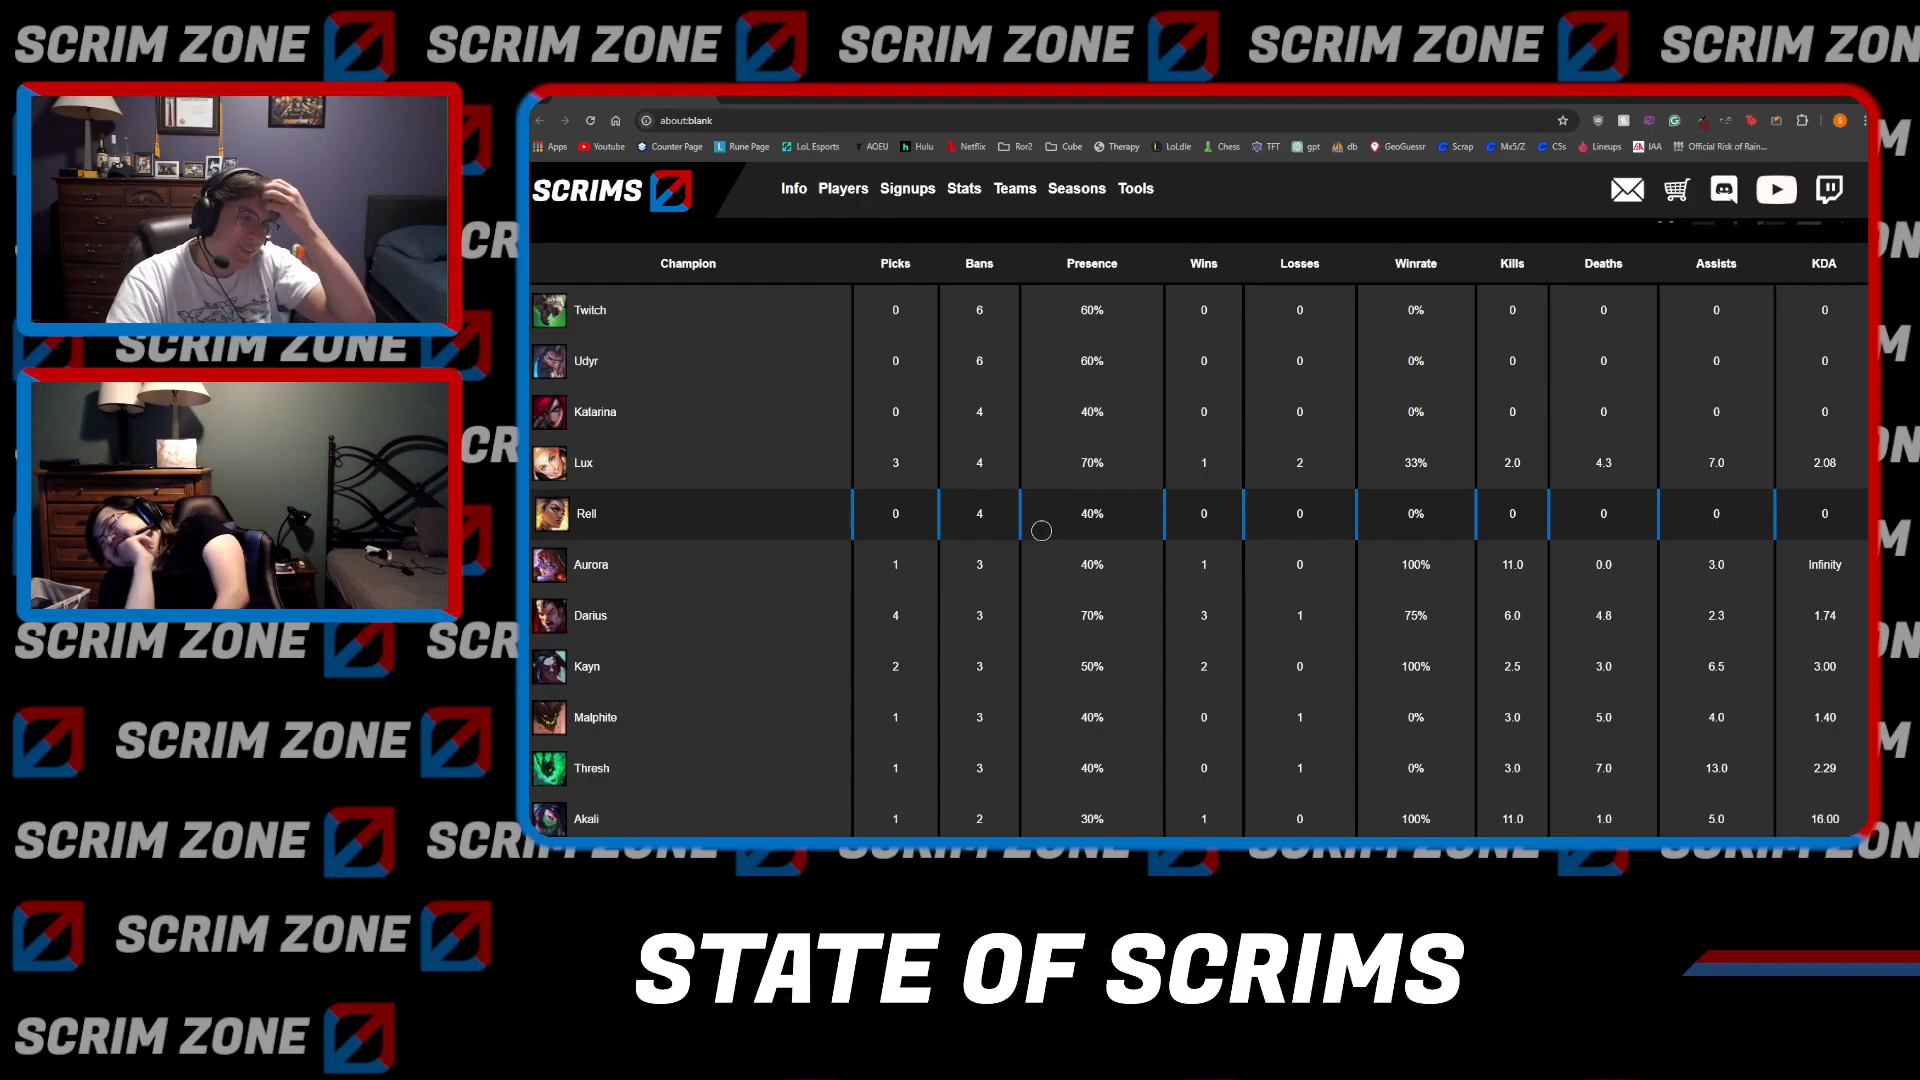 SCRIM ZONE SCRIM ZONE SCRIM ZONE SCRIM ZONE SCRIM ZON
about:blank
Apps Youtube Counter Page Rune Page LoL Esports AOEU Hulu Netflix Ror2 Cube Therapy LoLdle Chess TFT gpt db GeoGuessr Scrap Mx5/Z C5s Lineups IAA Official Risk of Rain...
SCRIMS Info Players Signups Stats Teams Seasons Tools
Champion Picks Bans Presence Wins Losses Winrate Kills Deaths Assists KDA
Twitch 0 6 60% 0 0 0% 0 0 0 0
Udyr 0 6 60% 0 0 0% 0 0 0 0
Katarina 0 4 40% 0 0 0% 0 0 0 0
Lux 3 4 70% 1 2 33% 2.0 4.3 7.0 2.08
Rell 0 4 40% 0 0 0% 0 0 0 0
Aurora 1 3 40% 1 0 100% 11.0 0.0 3.0 Infinity
Darius 4 3 70% 3 1 75% 6.0 4.8 2.3 1.74
Kayn 2 3 50% 2 0 100% 2.5 3.0 6.5 3.00
Malphite 1 3 40% 0 1 0% 3.0 5.0 4.0 1.40
Thresh 1 3 40% 0 1 0% 3.0 7.0 13.0 2.29
Akali 1 2 30% 1 0 100% 11.0 1.0 5.0 16.00
SCRIM ZONE
SCRIM ZONE SCR
SCRIM ZONE
SCRIM ZONE
SCRIM ZONE
SCRIM ZONE
STATE OF SCRIMS